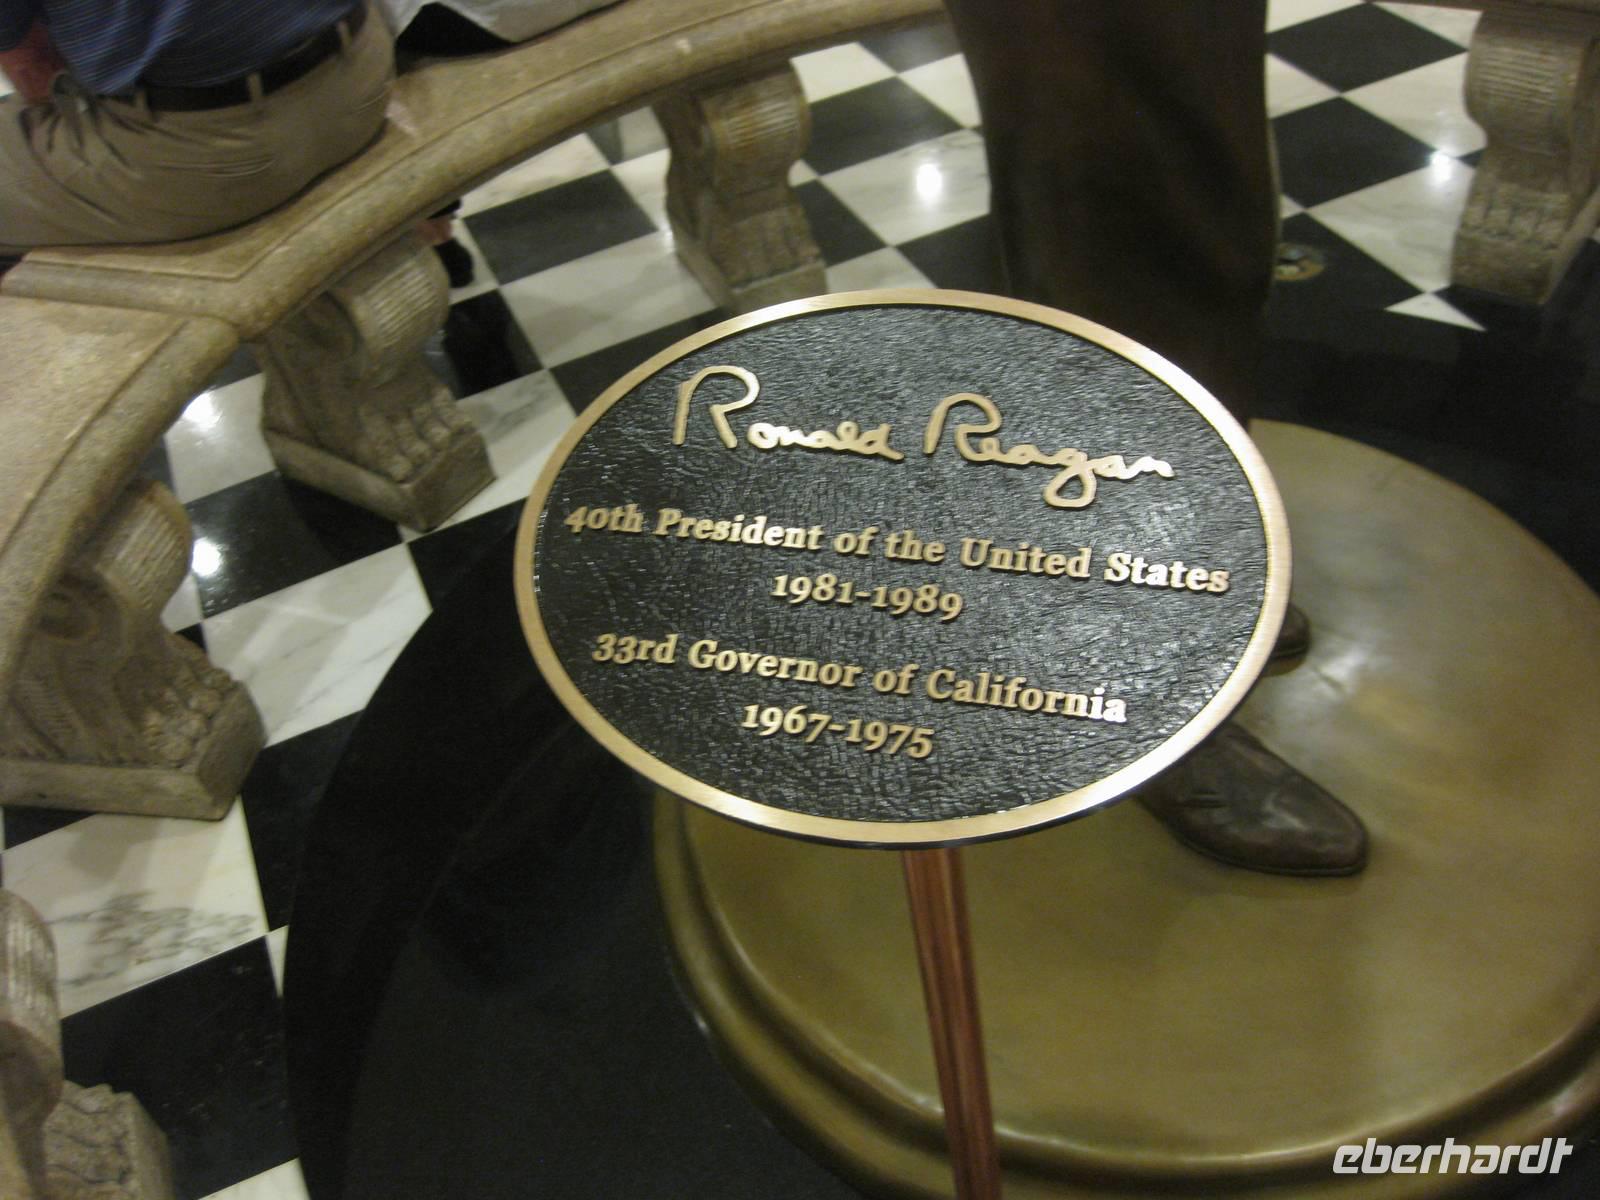 Ronald Reagan
40th President of the United States
1981-1989
33rd Governor of California
1967-1975
eberhardt